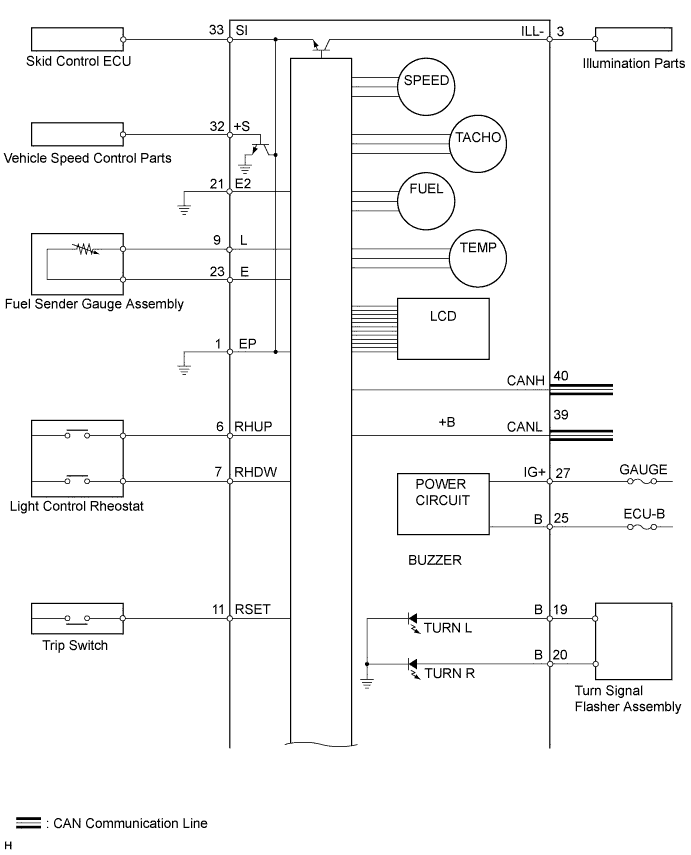 33 SI ILL- 3
Skid Control ECU
Illumination Parts
SPEED
32 +S
TACHO
Vehicle Speed Control Parts
21 E2
FUEL
9 L
TEMP
23 E
Fuel Sender Gauge Assembly
LCD
1 EP
CANH 40
39
+B CANL
6 RHUP
7 RHDW
IG+ 27 GAUGE
POWER
CIRCUIT
Light Control Rheostat
B 25 ECU-B
BUZZER
11 RSET
B 19
TURN L
Trip Switch
B 20
TURN R
Turn Signal
Flasher Assembly
: CAN Communication Line
H